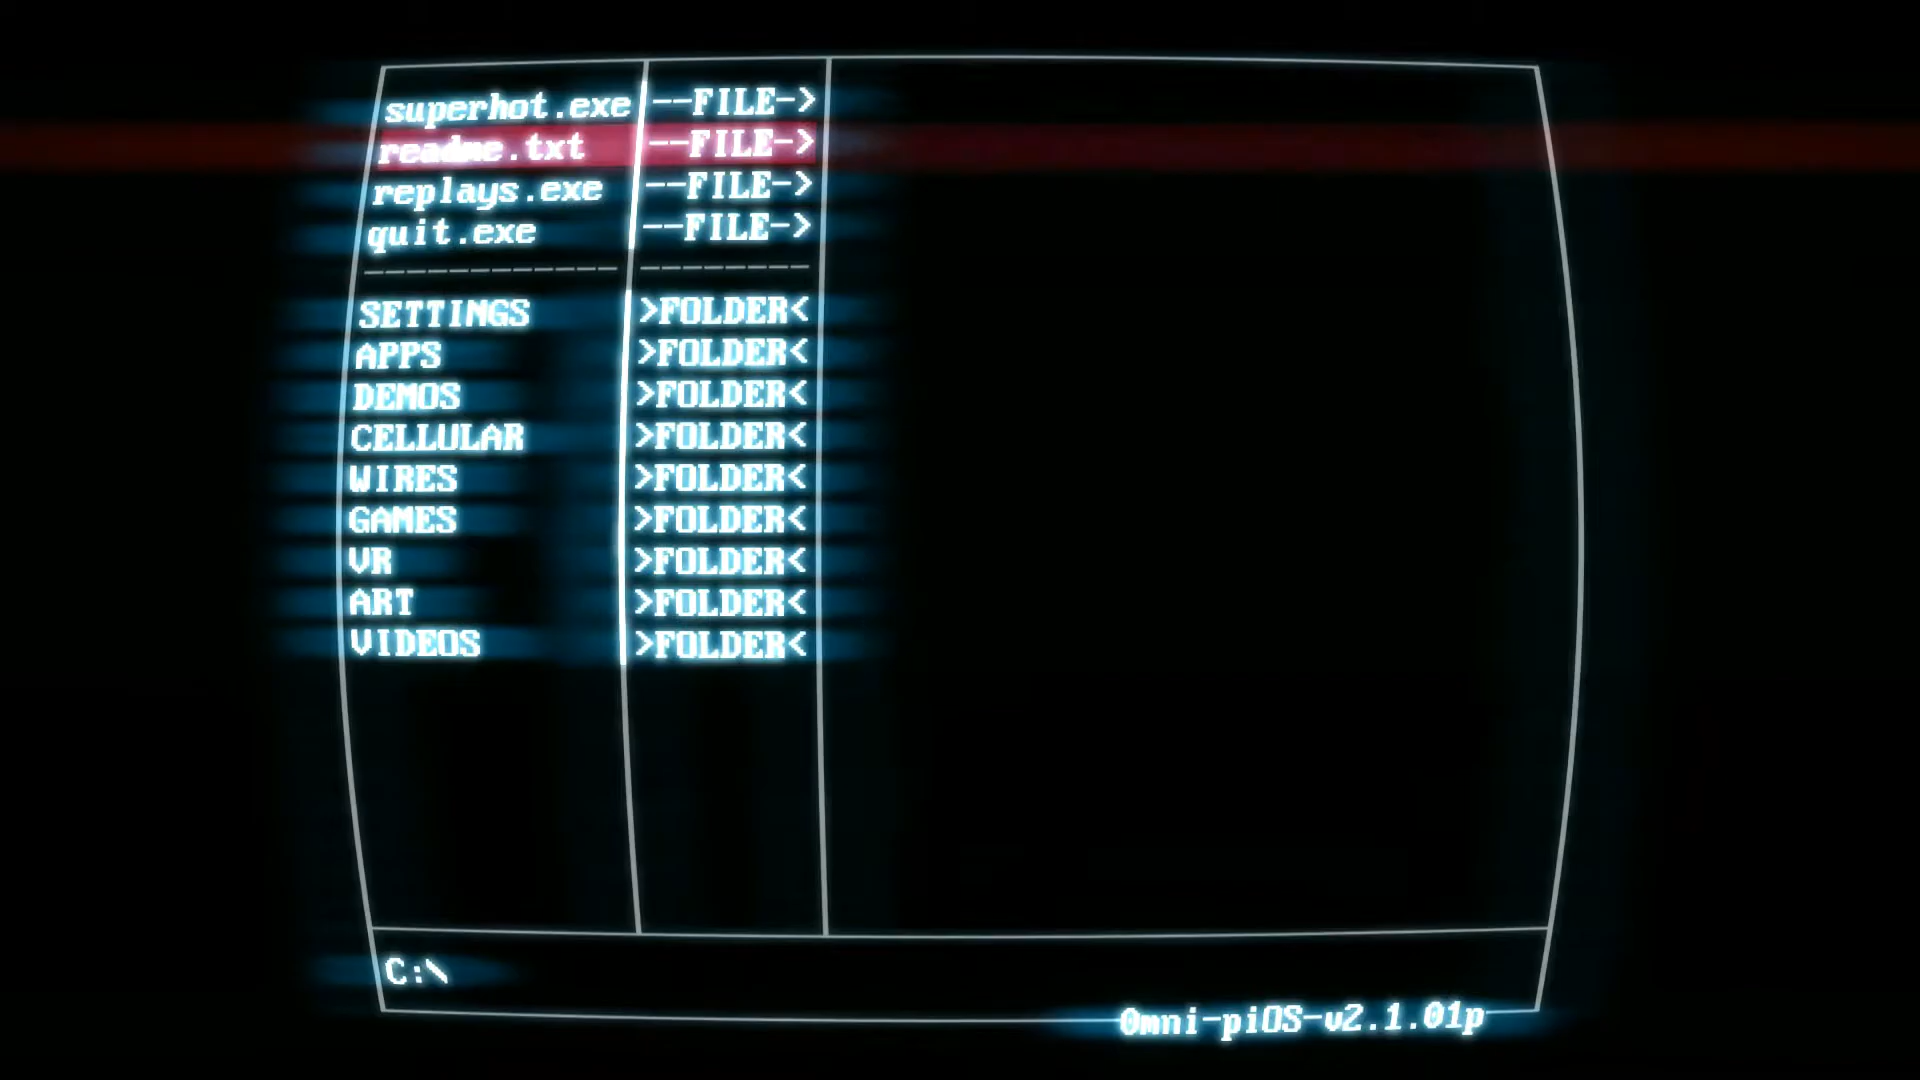 superhot.exe --FILE->
readme.txt --FILE->
replays.exe --FILE->
quit.exe --FILE->
------------ --------
SETTINGS >FOLDER<
APPS >FOLDER<
DEMOS >FOLDER<
CELLULAR >FOLDER<
WIRES >FOLDER<
GAMES >FOLDER<
VR >FOLDER<
ART >FOLDER<
VIDEOS >FOLDER<
C:\
0mni-piOS-v2.1.01p